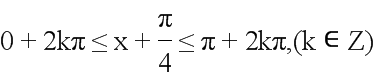 0 + 2kπ ≤ x + π/4 ≤ π + 2kπ,(k ∈ Z)